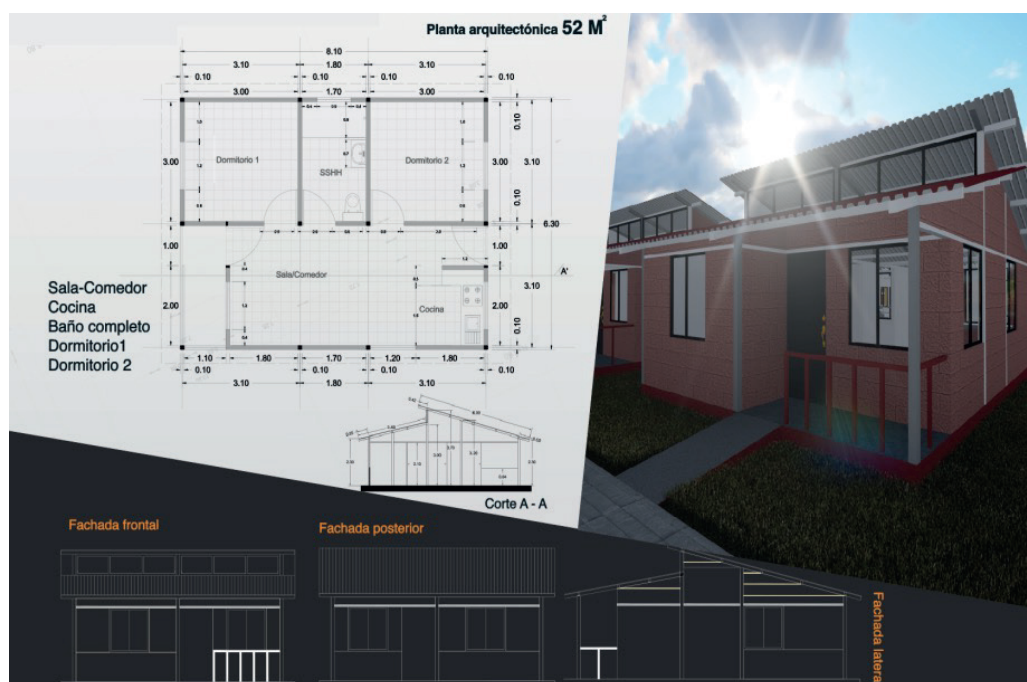 Planta arquitectónica 52 M²
8.10
3.10 1.80 3.10
0.10 0.10 0.10 0.10
3.00 1.70 3.00
Dormitorio 1
SSHH
Dormitorio 2
3.00
0.10
3.00
3.10
0.10
6.30
1.00
1.00
Sala/Comedor
A'
3.10
Cocina
2.00
2.00
0.10
Sala-Comedor
Cocina
Baño completo
Dormitorio1
Dormitorio 2
1.10 1.80 1.70 1.20 1.80
0.10 0.10 0.10 0.10
3.10 1.80 3.10
Corte A - A
Fachada frontal
Fachada posterior
Fachada lateral